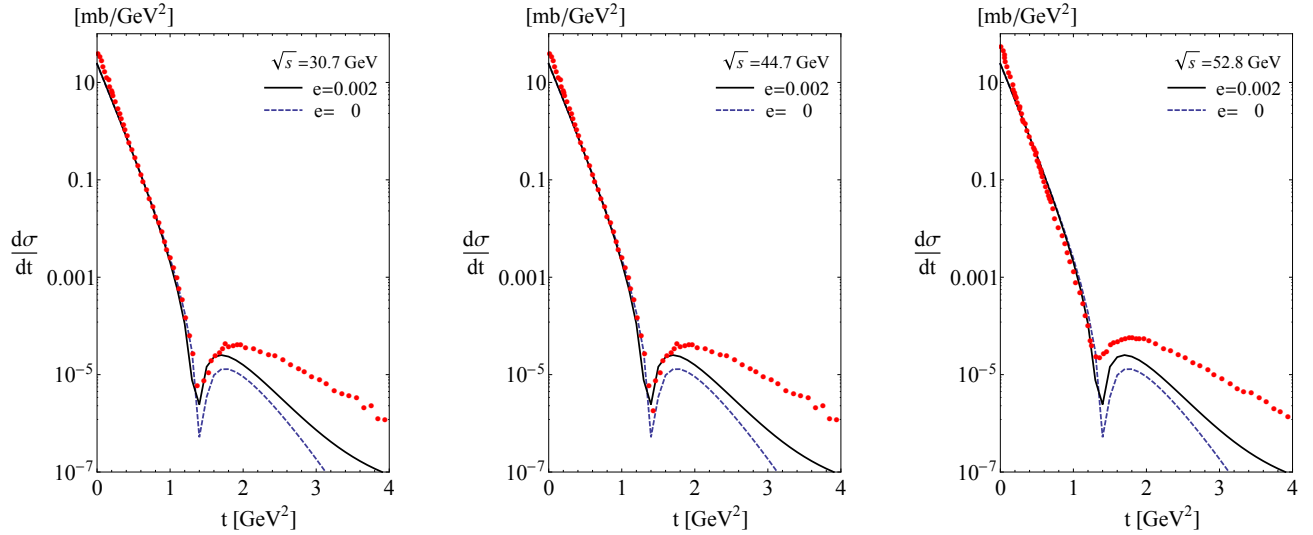 [mb/GeV²]
√s =30.7 GeV
e=0.002
e= 0
10
0.1
0.001
10⁻⁵
10⁻⁷
dσ
dt
0 1 2 3 4
t [GeV²]
[mb/GeV²]
√s =44.7 GeV
e=0.002
e= 0
10
0.1
0.001
10⁻⁵
10⁻⁷
dσ
dt
0 1 2 3 4
t [GeV²]
[mb/GeV²]
√s =52.8 GeV
e=0.002
e= 0
10
0.1
0.001
10⁻⁵
10⁻⁷
dσ
dt
0 1 2 3 4
t [GeV²]